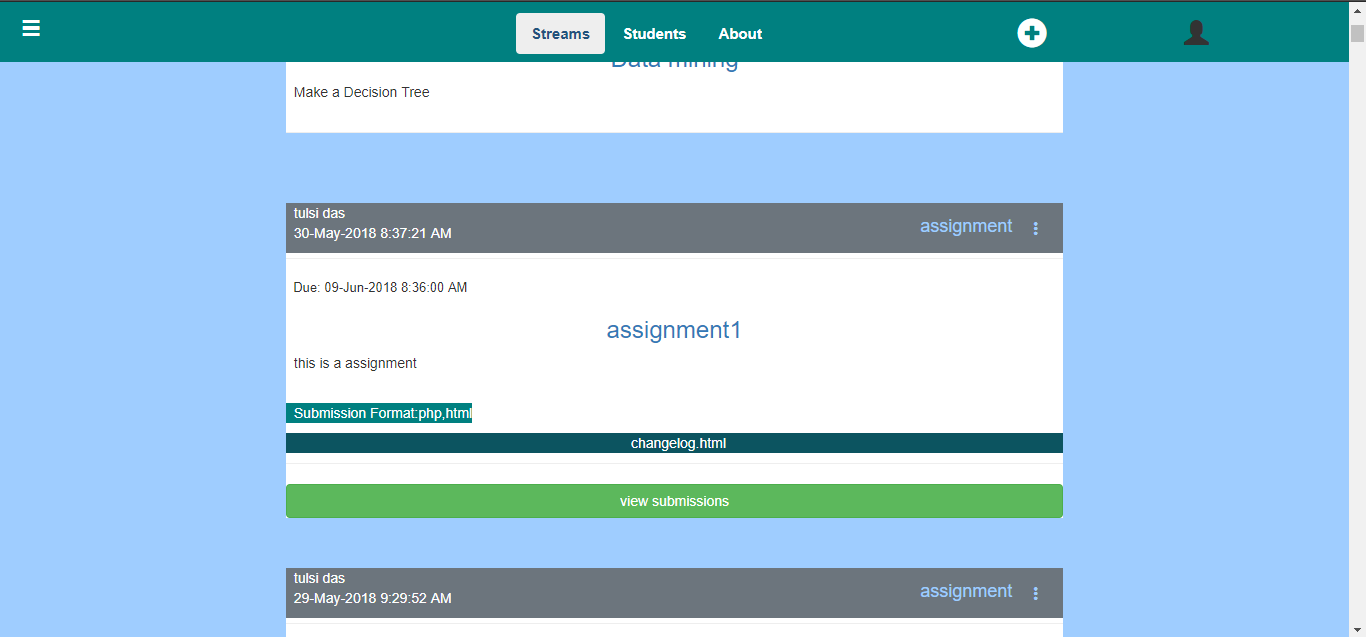 Streams Students About
Data mining
Make a Decision Tree
tulsi das
30-May-2018 8:37:21 AM
assignment
Due: 09-Jun-2018 8:36:00 AM
assignment1
this is a assignment
Submission Format:php,html
changelog.html
view submissions
tulsi das
29-May-2018 9:29:52 AM
assignment